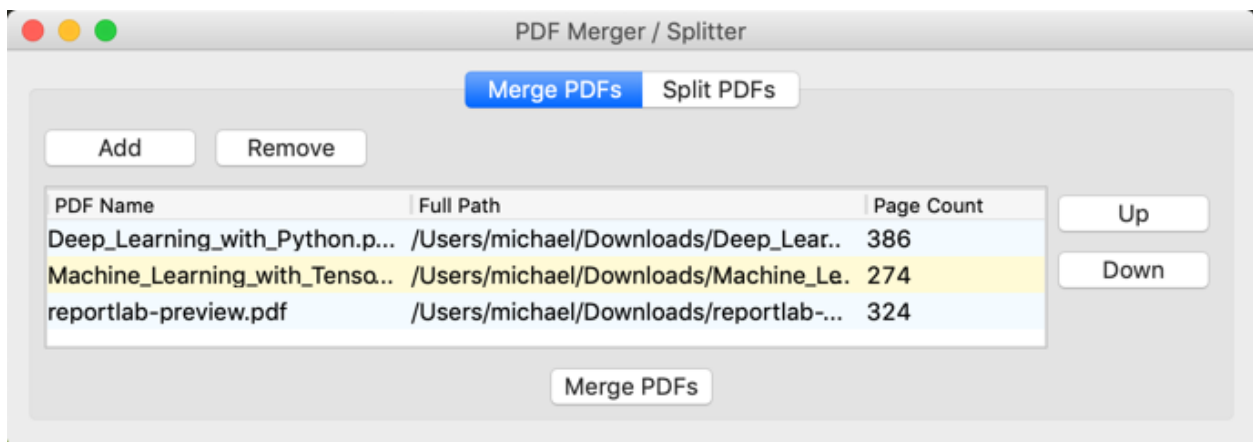 PDF Merger / Splitter
Merge PDFs Split PDFs
Add Remove
PDF Name Full Path Page Count
Up
Deep_Learning_with_Python.p... /Users/michael/Downloads/Deep_Lear.. 386
Machine_Learning_with_Tenso... /Users/michael/Downloads/Machine_Le. 274
Down
reportlab-preview.pdf /Users/michael/Downloads/reportlab-... 324
Merge PDFs